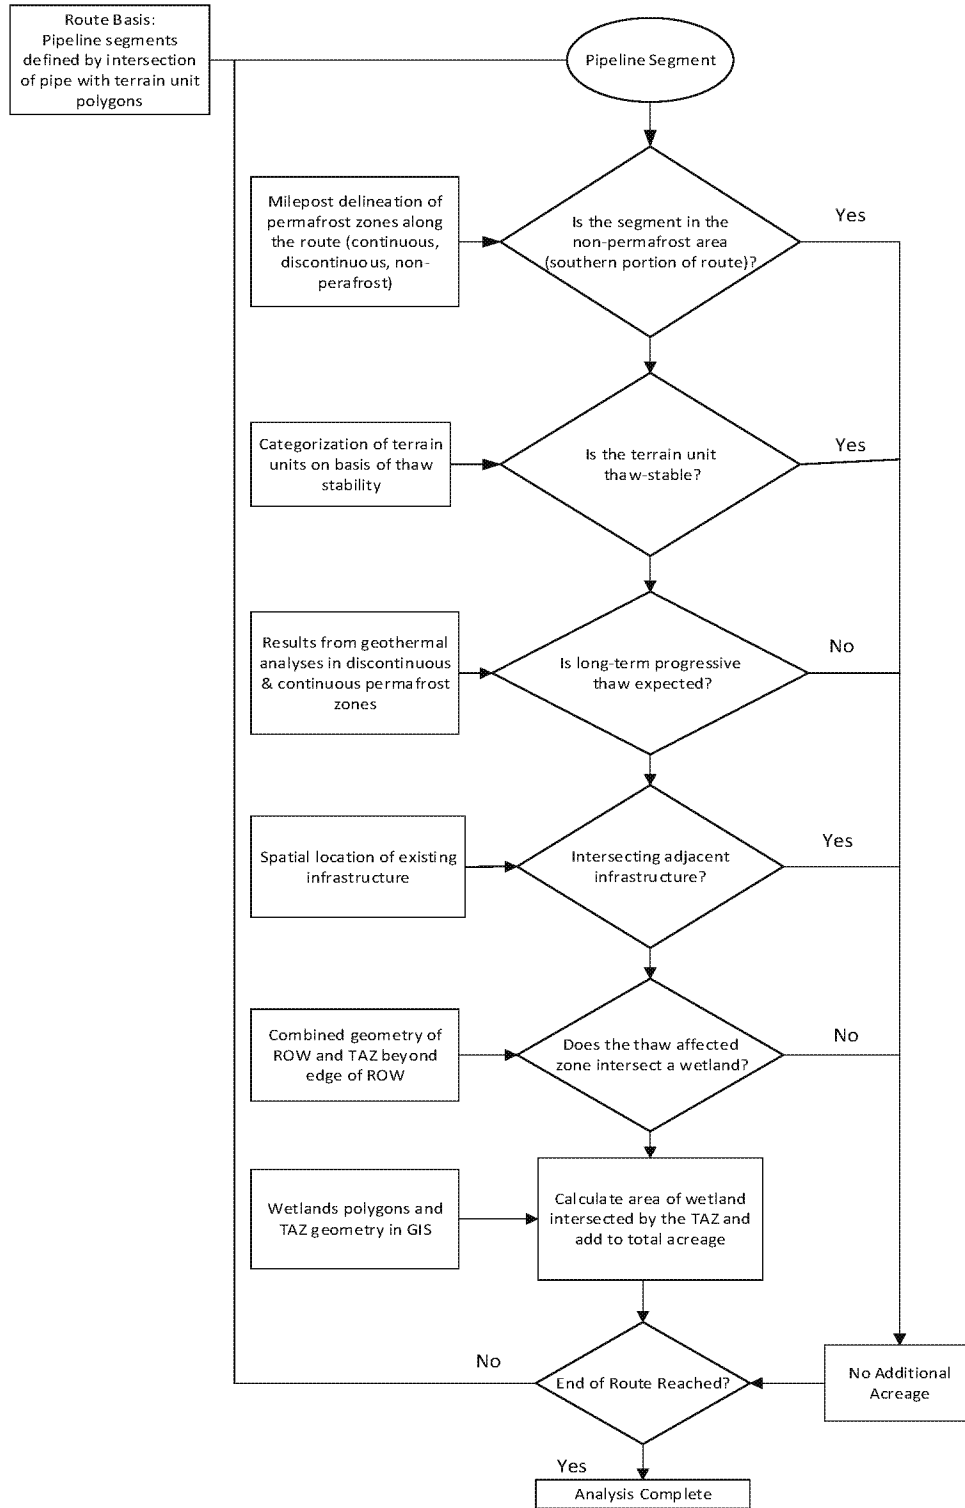 Route Basis:
Pipeline segments
defined by intersection
of pipe with terrain unit
polygons
Pipeline Segment
Milepost delineation of
permafrost zones along
the route (continuous,
discontinuous, non-
perafrost)
Is the segment in the
non-permafrost area
(southern portion of route)?
Yes
Categorization of terrain
units on basis of thaw
stability
Is the terrain unit
thaw-stable?
Yes
Results from geothermal
analyses in discontinuous
& continuous permafrost
zones
Is long-term progressive
thaw expected?
No
Spatial location of existing
infrastructure
Intersecting adjacent
infrastructure?
Yes
Combined geometry of
ROW and TAZ beyond
edge of ROW
Does the thaw affected
zone intersect a wetland?
No
Wetlands polygons and
TAZ geometry in GIS
Calculate area of wetland
intersected by the TAZ and
add to total acreage
No
End of Route Reached?
No Additional
Acreage
Yes
Analysis Complete